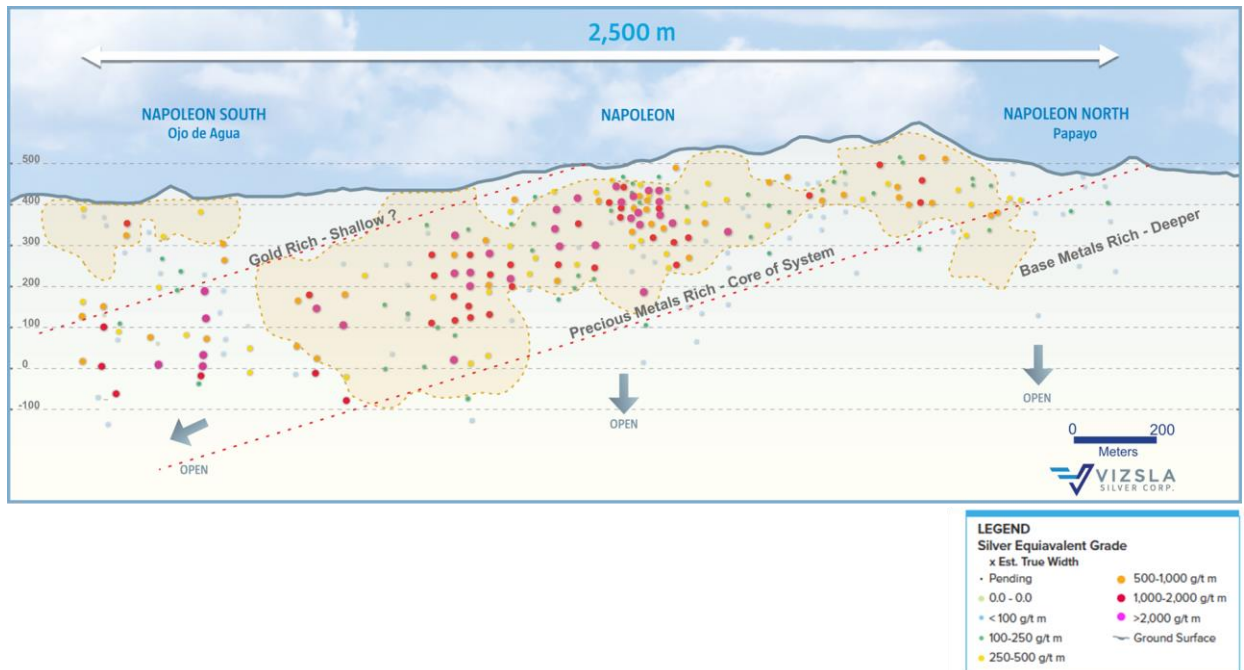 2,500 m
NAPOLEON SOUTH
Ojo de Agua
NAPOLEON
NAPOLEON NORTH
Papayo
500
400
300
200
100
0
-100
Gold Rich - Shallow ?
Precious Metals Rich - Core of System
Base Metals Rich - Deeper
OPEN
OPEN
OPEN
0 200
Meters
VIZSLA
SILVER CORP.
LEGEND
Silver Equiavalent Grade
x Est. True Width
Pending
0.0 - 0.0
< 100 g/t m
100-250 g/t m
250-500 g/t m
500-1,000 g/t m
1,000-2,000 g/t m
>2,000 g/t m
Ground Surface